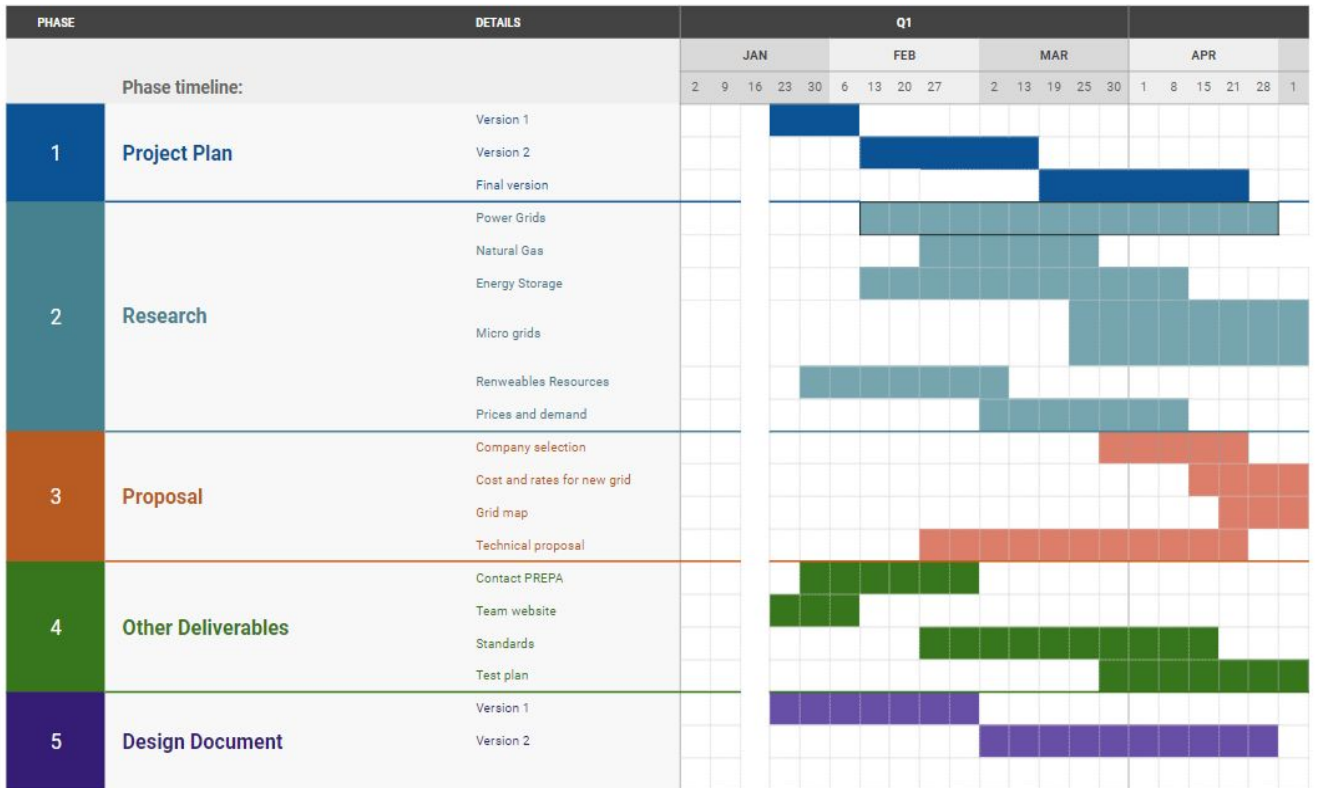 PHASE DETAILS Q1
JAN FEB MAR APR
Phase timeline: 2 9 16 23 30 6 13 20 27 2 13 19 25 30 1 8 15 21 28 1
Version 1
1 Project Plan Version 2
Final version
Power Grids
Natural Gas
Energy Storage
2 Research
Micro grids
Renweables Resources
Prices and demand
Company selection
Cost and rates for new grid
3 Proposal
Grid map
Technical proposal
Contact PREPA
Team website
4 Other Deliverables
Standards
Test plan
Version 1
5 Design Document Version 2